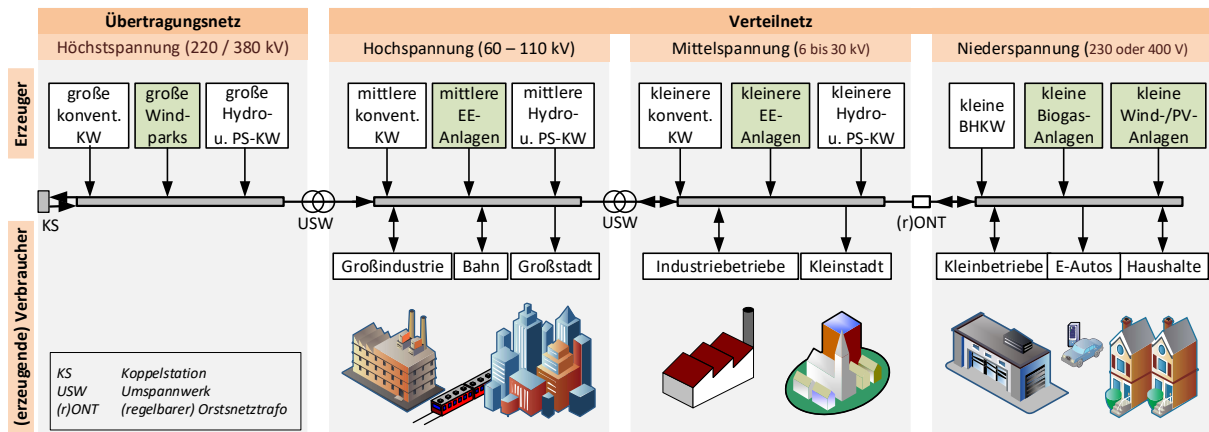 Übertragungsnetz
Verteilnetz
Höchstspannung (220 / 380 kV)
Hochspannung (60 – 110 kV)
Mittelspannung (6 bis 30 kV)
Niederspannung (230 oder 400 V)
Erzeuger
große
konvent.
KW
große
Wind-
parks
große
Hydro-
u. PS-KW
mittlere
konvent.
KW
mittlere
EE-
Anlagen
mittlere
Hydro-
u. PS-KW
kleinere
konvent.
KW
kleinere
EE-
Anlagen
kleinere
Hydro-
u. PS-KW
kleine
BHKW
kleine
Biogas-
Anlagen
kleine
Wind-/PV-
Anlagen
KS
USW
USW
(r)ONT
(erzeugende) Verbraucher
Großindustrie
Bahn
Großstadt
Industriebetriebe
Kleinstadt
Kleinbetriebe
E-Autos
Haushalte
KS Koppelstation
USW Umspannwerk
(r)ONT (regelbarer) Orstsnetztrafo